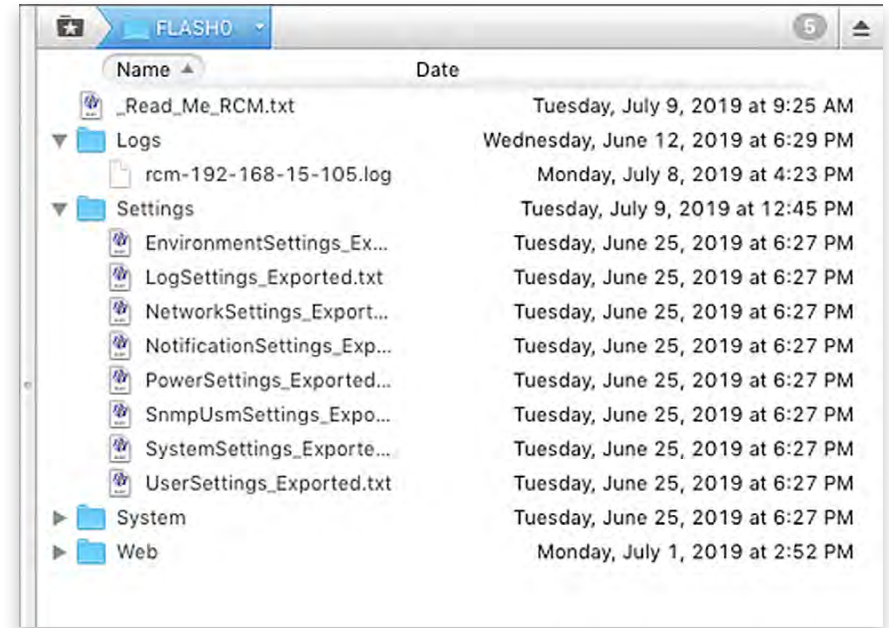 FLASH0 5
Name Date
_Read_Me_RCM.txt Tuesday, July 9, 2019 at 9:25 AM
Logs Wednesday, June 12, 2019 at 6:29 PM
rcm-192-168-15-105.log Monday, July 8, 2019 at 4:23 PM
Settings Tuesday, July 9, 2019 at 12:45 PM
EnvironmentSettings_Ex... Tuesday, June 25, 2019 at 6:27 PM
LogSettings_Exported.txt Tuesday, June 25, 2019 at 6:27 PM
NetworkSettings_Export... Tuesday, June 25, 2019 at 6:27 PM
NotificationSettings_Exp... Tuesday, June 25, 2019 at 6:27 PM
PowerSettings_Exported... Tuesday, June 25, 2019 at 6:27 PM
SnmpUsmSettings_Expo... Tuesday, June 25, 2019 at 6:27 PM
SystemSettings_Exporte... Tuesday, June 25, 2019 at 6:27 PM
UserSettings_Exported.txt Tuesday, June 25, 2019 at 6:27 PM
System Tuesday, June 25, 2019 at 6:27 PM
Web Monday, July 1, 2019 at 2:52 PM